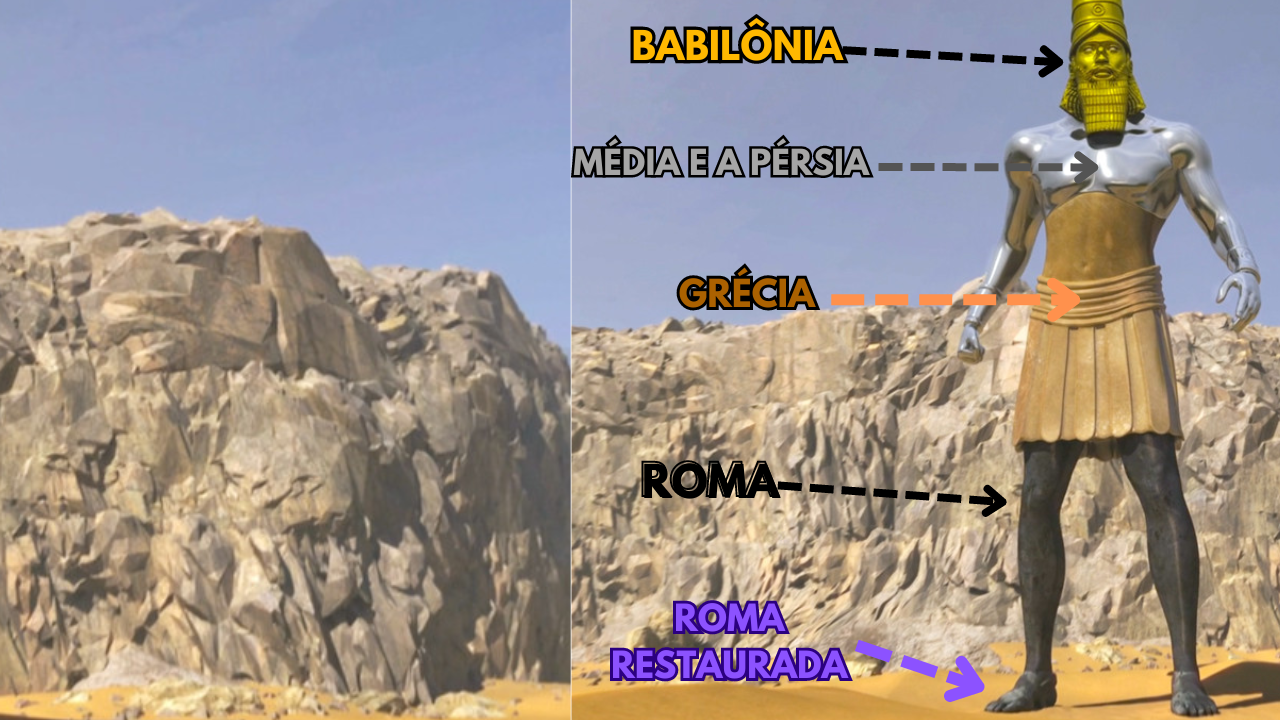 BABILÔNIA
MÉDIA E A PÉRSIA
GRÉCIA
ROMA
ROMA
RESTAURADA